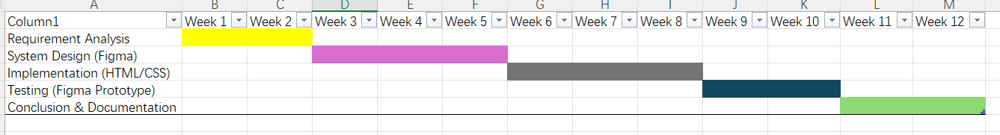 A B C D E F G H I J K L M
Column1 Week 1 Week 2 Week 3 Week 4 Week 5 Week 6 Week 7 Week 8 Week 9 Week 10 Week 11 Week 12
Requirement Analysis
System Design (Figma)
Implementation (HTML/CSS)
Testing (Figma Prototype)
Conclusion & Documentation